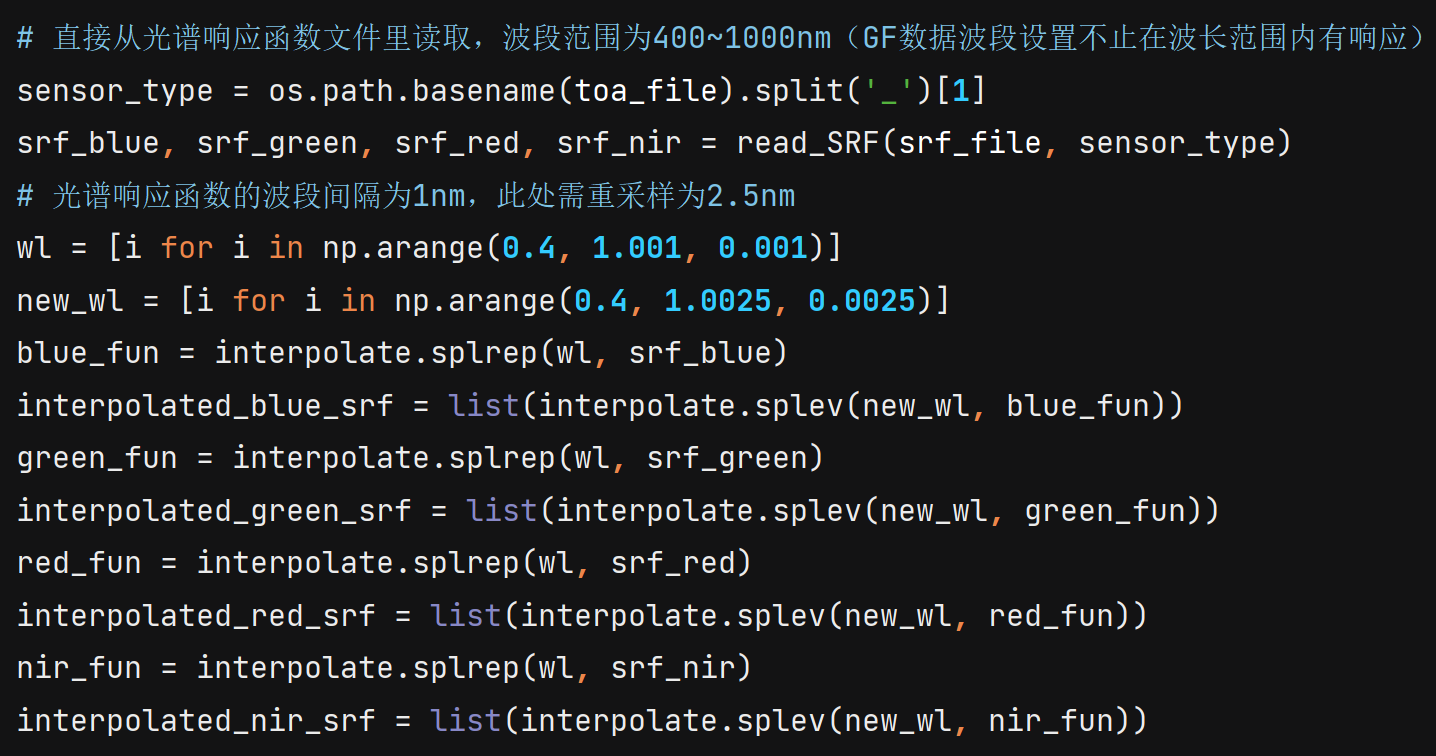 # 直接从光谱响应函数文件里读取，波段范围为400~1000nm（GF数据波段设置不止在波长范围内有响应）
sensor_type = os.path.basename(toa_file).split('_')[1]
srf_blue, srf_green, srf_red, srf_nir = read_SRF(srf_file, sensor_type)
# 光谱响应函数的波段间隔为1nm，此处需重采样为2.5nm
wl = [i for i in np.arange(0.4, 1.001, 0.001)]
new_wl = [i for i in np.arange(0.4, 1.0025, 0.0025)]
blue_fun = interpolate.splrep(wl, srf_blue)
interpolated_blue_srf = list(interpolate.splev(new_wl, blue_fun))
green_fun = interpolate.splrep(wl, srf_green)
interpolated_green_srf = list(interpolate.splev(new_wl, green_fun))
red_fun = interpolate.splrep(wl, srf_red)
interpolated_red_srf = list(interpolate.splev(new_wl, red_fun))
nir_fun = interpolate.splrep(wl, srf_nir)
interpolated_nir_srf = list(interpolate.splev(new_wl, nir_fun))